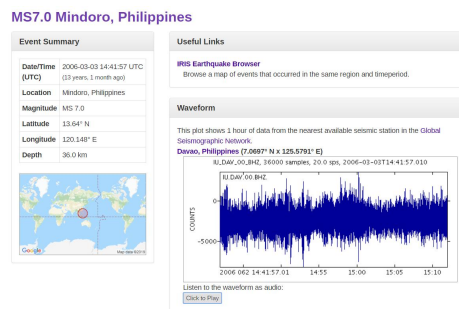 MS7.0 Mindoro, Philippines
Event Summary
Date/Time (UTC) 2006-03-03 14:41:57 UTC
(13 years, 1 month ago)
Location Mindoro, Philippines
Magnitude MS 7.0
Latitude 13.64° N
Longitude 120.148° E
Depth 36.0 km
Google
Useful Links
IRIS Earthquake Browser
Browse a map of events that occurred in the same region and timeperiod.
Waveform
This plot shows 1 hour of data from the nearest available seismic station in the Global
Seismographic Network.
Davao, Philippines (7.0697° N x 125.5791° E)
IU_DAY_00_BHZ, 36000 samples, 20.0 sps, 2006-03-03T14:41:57.010
IU.DAV.00.BHZ.
COUNTS
0
-5000
2006 062 14:41:57.01 14:55 15:00 15:05 15:10
Listen to the waveform as audio:
Click to Play